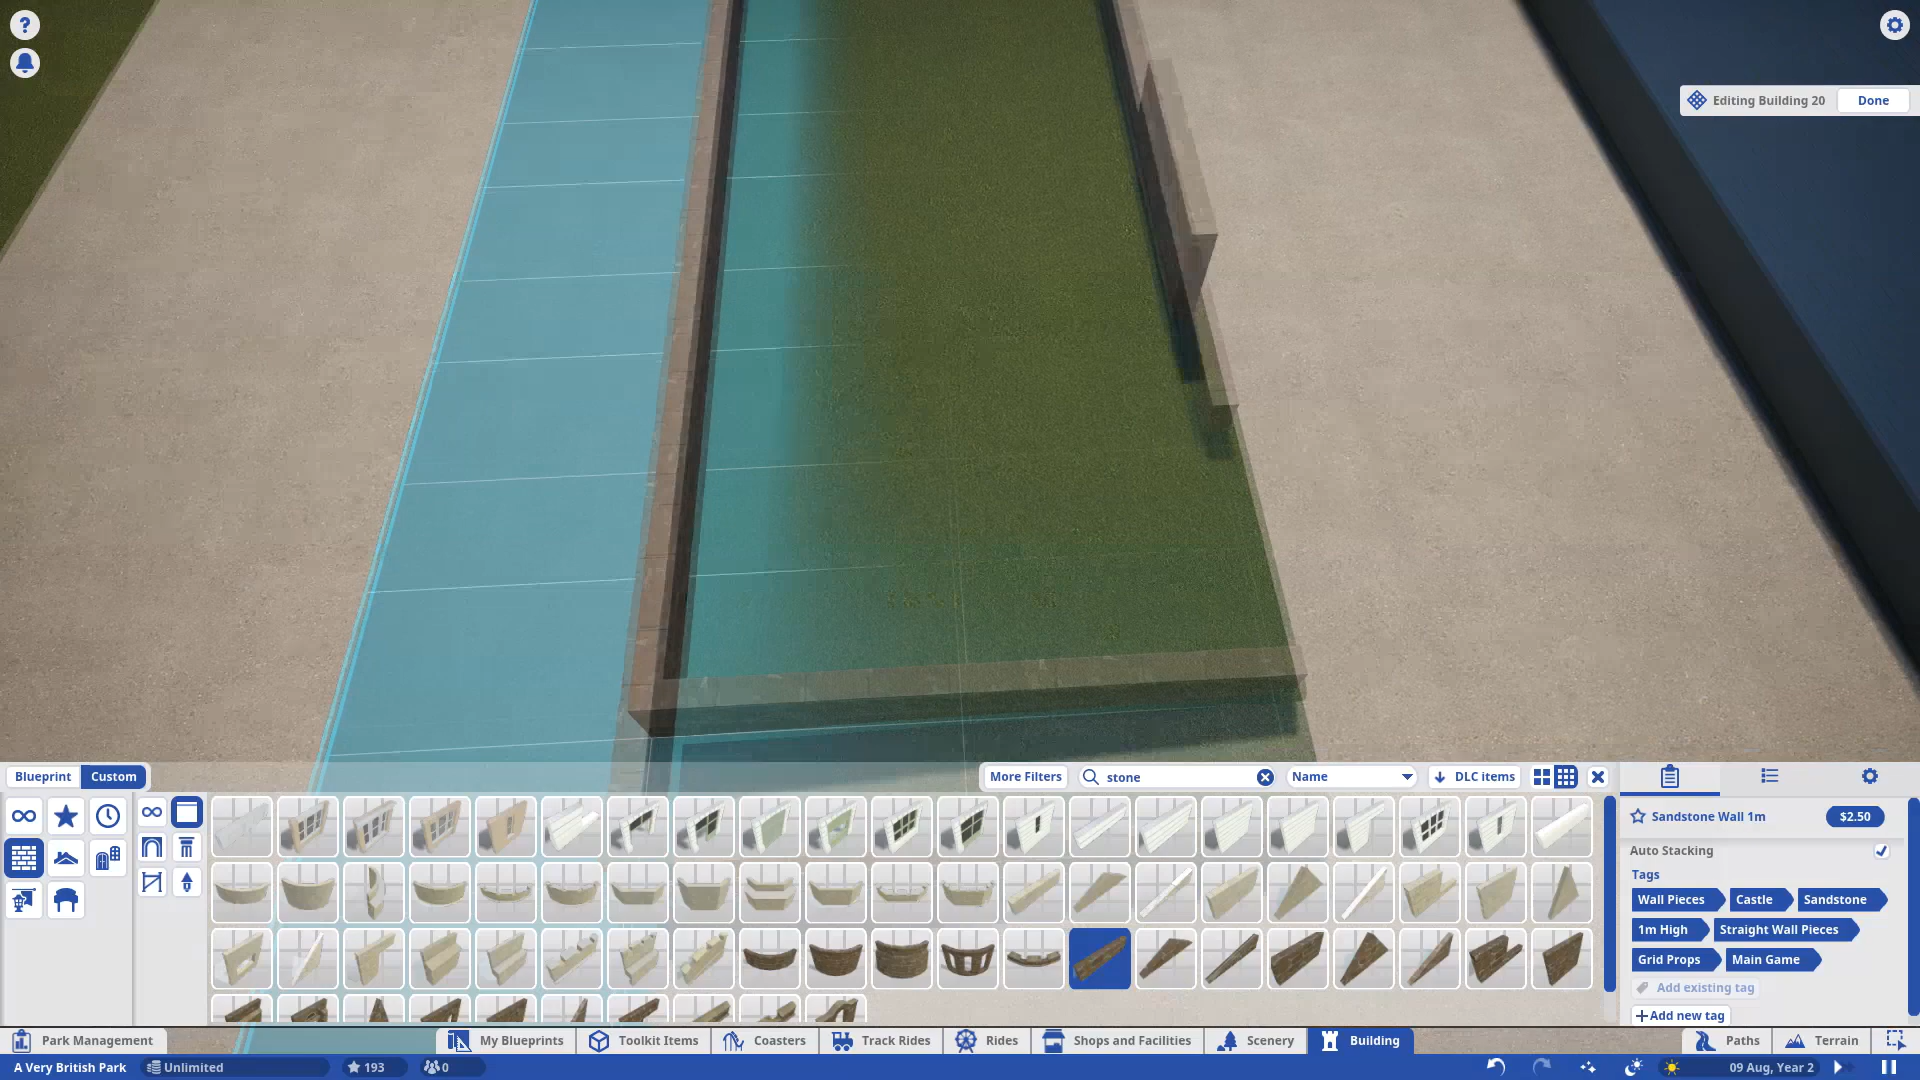 ?
Editing Building 20
Done
Blueprint
Custom
More Filters
stone
Name
DLC items
Sandstone Wall 1m
$2.50
Auto Stacking
Tags
Wall Pieces
Castle
Sandstone
1m High
Straight Wall Pieces
Grid Props
Main Game
Add existing tag
+Add new tag
Park Management
My Blueprints
Toolkit Items
Coasters
Track Rides
Rides
Shops and Facilities
Scenery
Building
Paths
Terrain
A Very British Park
Unlimited
193
0
09 Aug, Year 2